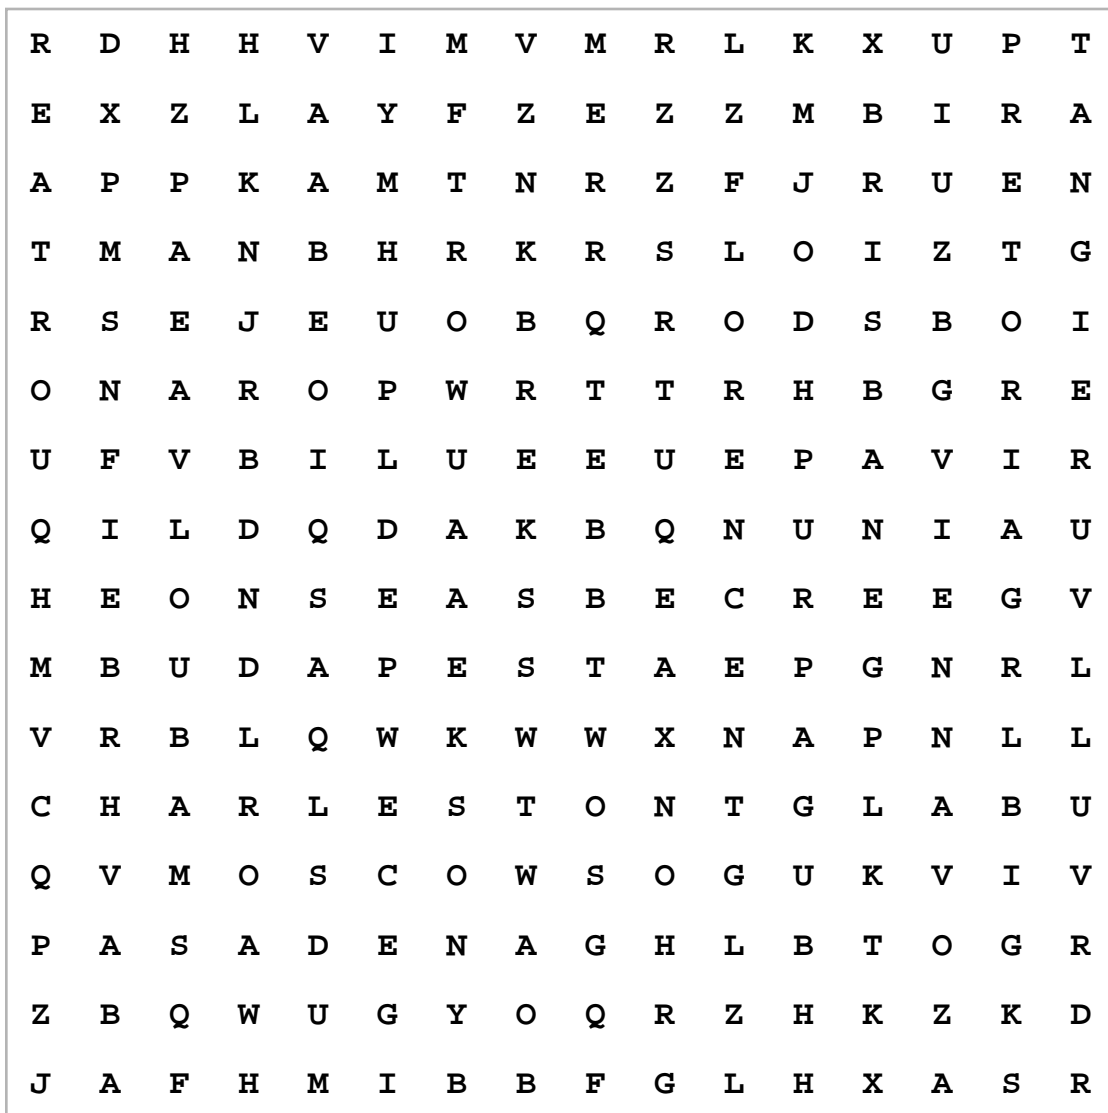 R D H H V I M V M R L K X U P T
E X Z L A Y F Z E Z Z M B I R A
A P P K A M T N R Z F J R U E N
T M A N B H R K R S L O I Z T G
R S E J E U O B Q R O D S B O I
O N A R O P W R T T R H B G R E
U F V B I L U E E U E P A V I R
Q I L D Q D A K B Q N U N I A U
H E O N S E A S B E C R E E G V
M B U D A P E S T A E P G N R L
V R B L Q W K W W X N A P N L L
C H A R L E S T O N T G L A B U
Q V M O S C O W S O G U K V I V
P A S A D E N A G H L B T O G R
Z B Q W U G Y O Q R Z H K Z K D
J A F H M I B B F G L H X A S R